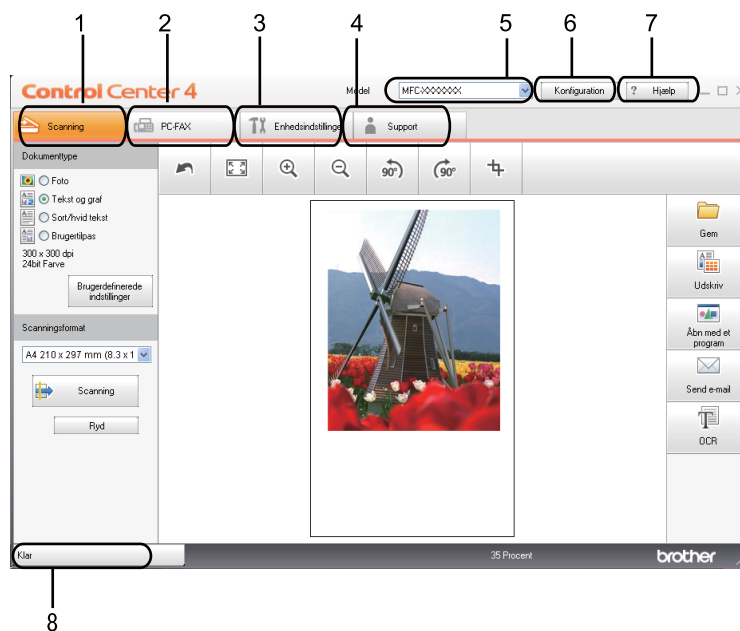 1 2 3 4 5 6 7
Control Center 4
Model MFC-XXXXXXX Konfiguration ? Hjælp
Scanning PC-FAX Enhedsindstillinge Support
Dokumenttype
Foto
Tekst og graf
Sort/hvid tekst
Brugertilpas
300 x 300 dpi
24bit Farve
Brugerdefinerede
indstillinger
Scanningsformat
A4 210 x 297 mm (8.3 x 1
Scanning
Ryd
90° 90°
Gem
Udskriv
Åbn med et
program
Send e-mail
OCR
Klar 35 Procent brother
8